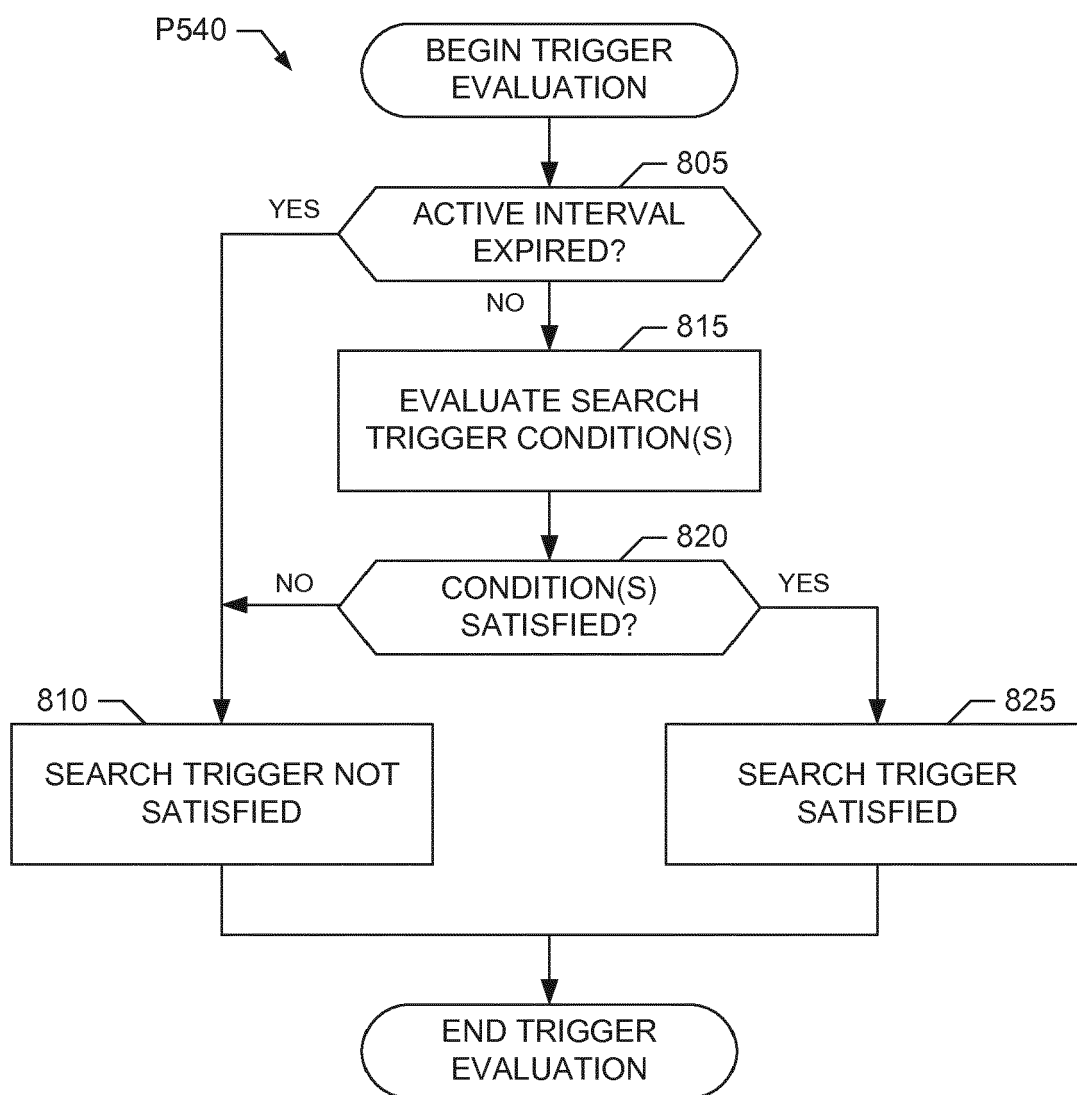 P540
BEGIN TRIGGER
EVALUATION
805
YES
ACTIVE INTERVAL
EXPIRED?
NO
815
EVALUATE SEARCH
TRIGGER CONDITION(S)
820
NO
CONDITION(S)
SATISFIED?
YES
810
SEARCH TRIGGER NOT
SATISFIED
825
SEARCH TRIGGER
SATISFIED
END TRIGGER
EVALUATION